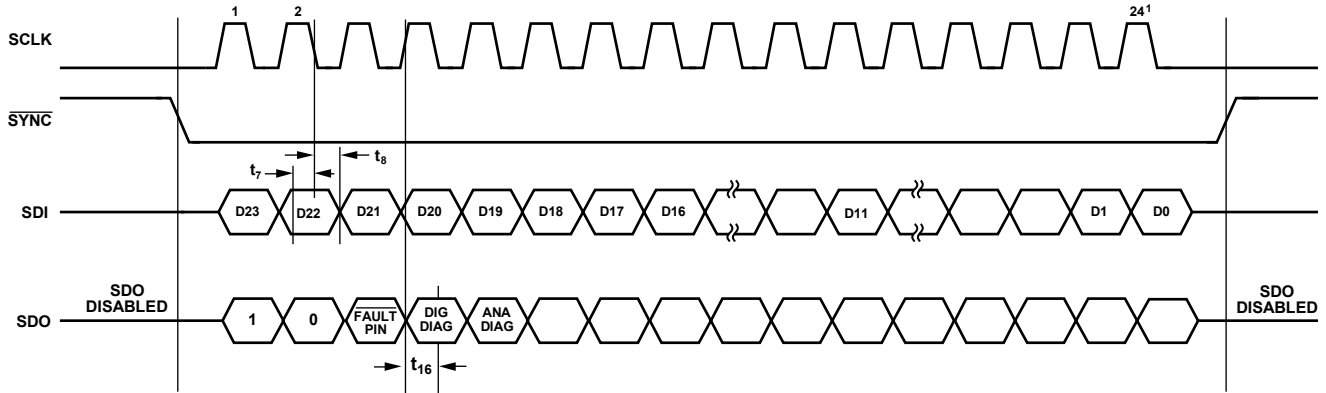 1 2 24¹
SCLK
SYNC
t₇ t₈
SDI D23 D22 D21 D20 D19 D18 D17 D16 D11 D1 D0
SDO
DISABLED
SDO
DISABLED
SDO 1 0 FAULT
PIN DIG
DIAG ANA
DIAG
t₁₆